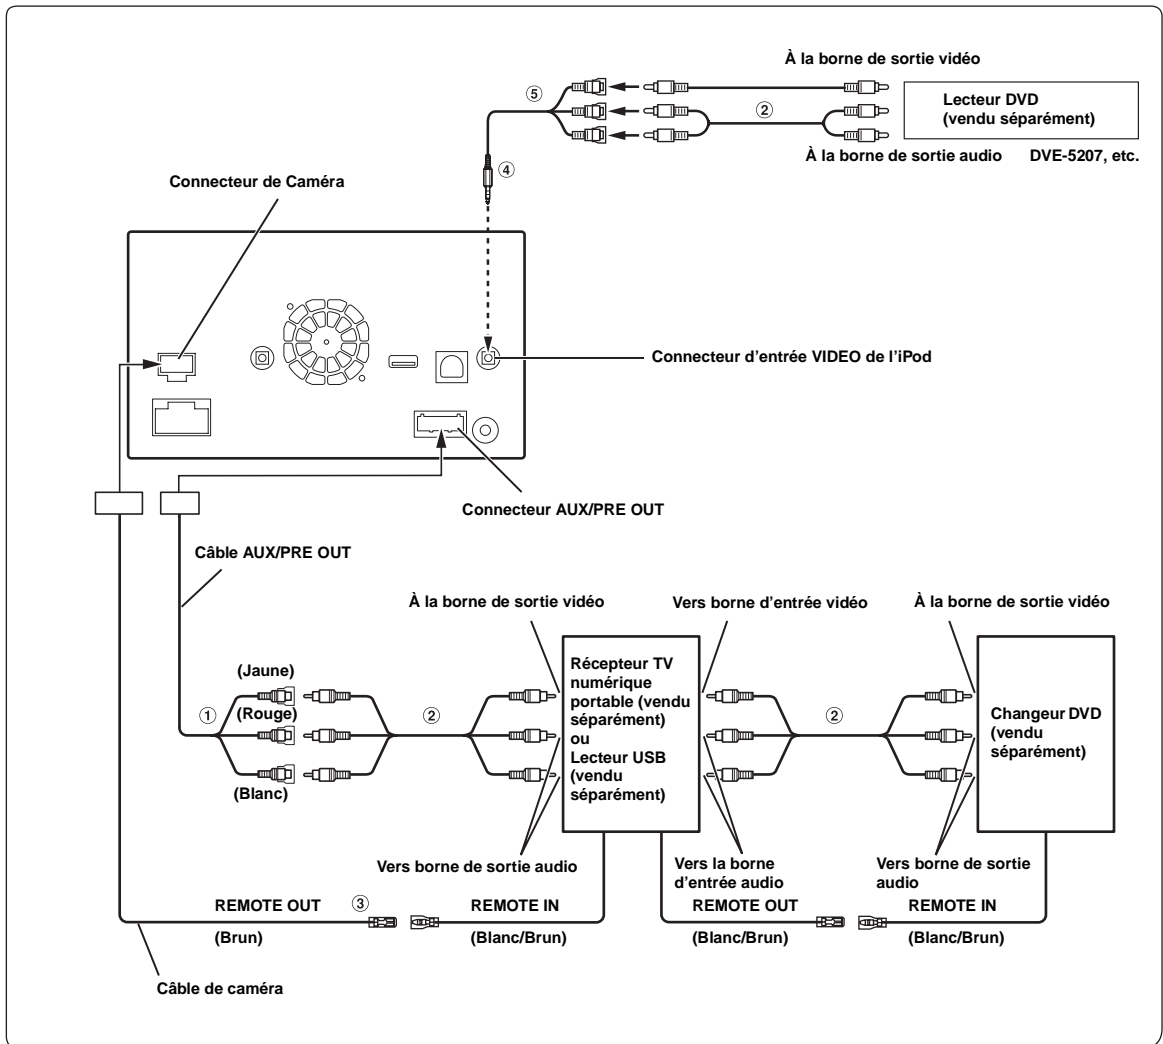 À la borne de sortie vidéo
⑤
②
Lecteur DVD
(vendu séparément)
À la borne de sortie audio
DVE-5207, etc.
④
Connecteur de Caméra
Connecteur d'entrée VIDEO de l'iPod
Connecteur AUX/PRE OUT
Câble AUX/PRE OUT
À la borne de sortie vidéo
Vers borne d'entrée vidéo
À la borne de sortie vidéo
(Jaune)
①
(Rouge)
(Blanc)
②
Récepteur TV
numérique
portable (vendu
séparément)
ou
Lecteur USB
(vendu
séparément)
②
Changeur DVD
(vendu
séparément)
Vers borne de sortie audio
Vers la borne
d'entrée audio
Vers borne de sortie
audio
REMOTE OUT
③
REMOTE IN
REMOTE OUT
REMOTE IN
(Brun)
(Blanc/Brun)
(Blanc/Brun)
(Blanc/Brun)
Câble de caméra